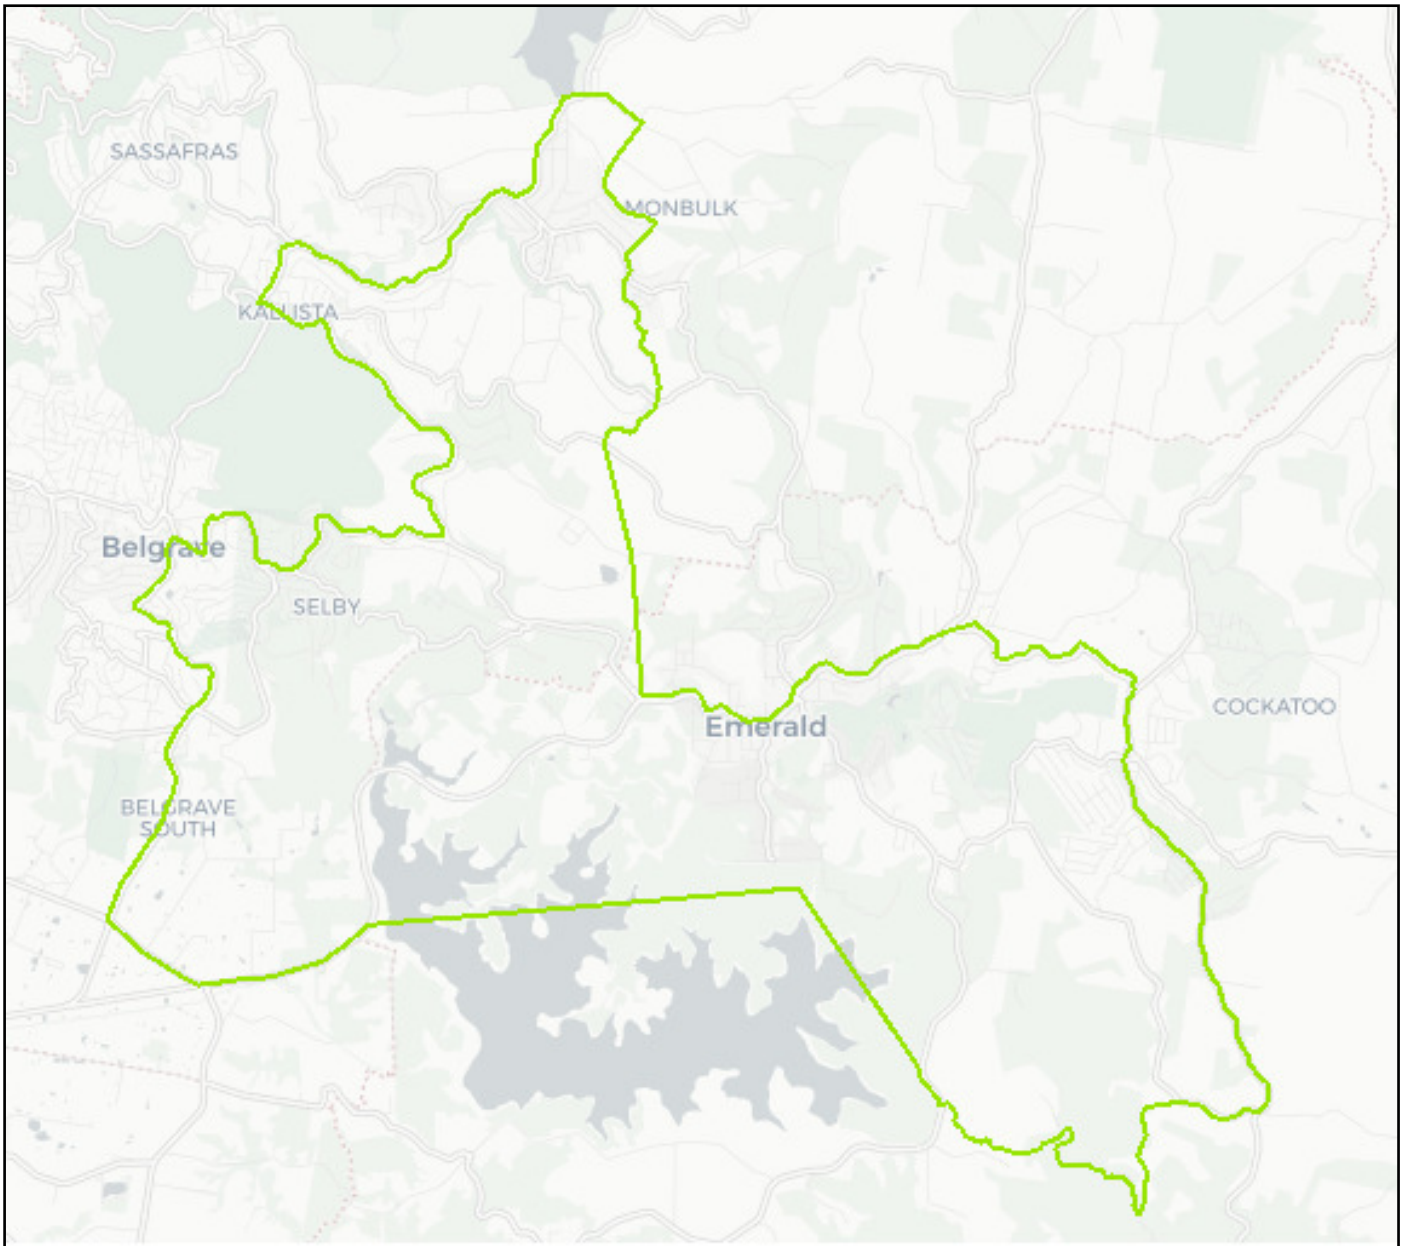 SASSAFRAS
MONBULK
KALLISTA
Belgrave
SELBY
COCKATOO
Emerald
BELGRAVE
SOUTH